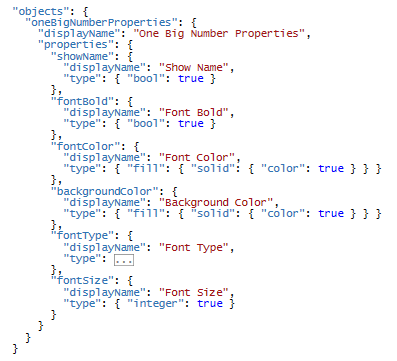 "objects": {
"oneBigNumberProperties": {
"displayName": "One Big Number Properties",
"properties": {
"showName": {
"displayName": "Show Name",
"type": { "bool": true }
},
"fontBold": {
"displayName": "Font Bold",
"type": { "bool": true }
},
"fontColor": {
"displayName": "Font Color",
"type": { "fill": { "solid": { "color": true } } }
},
"backgroundColor": {
"displayName": "Background Color",
"type": { "fill": { "solid": { "color": true } } }
},
"fontType": {
"displayName": "Font Type",
"type": ...
},
"fontSize": {
"displayName": "Font Size",
"type": { "integer": true }
}
}
}
}